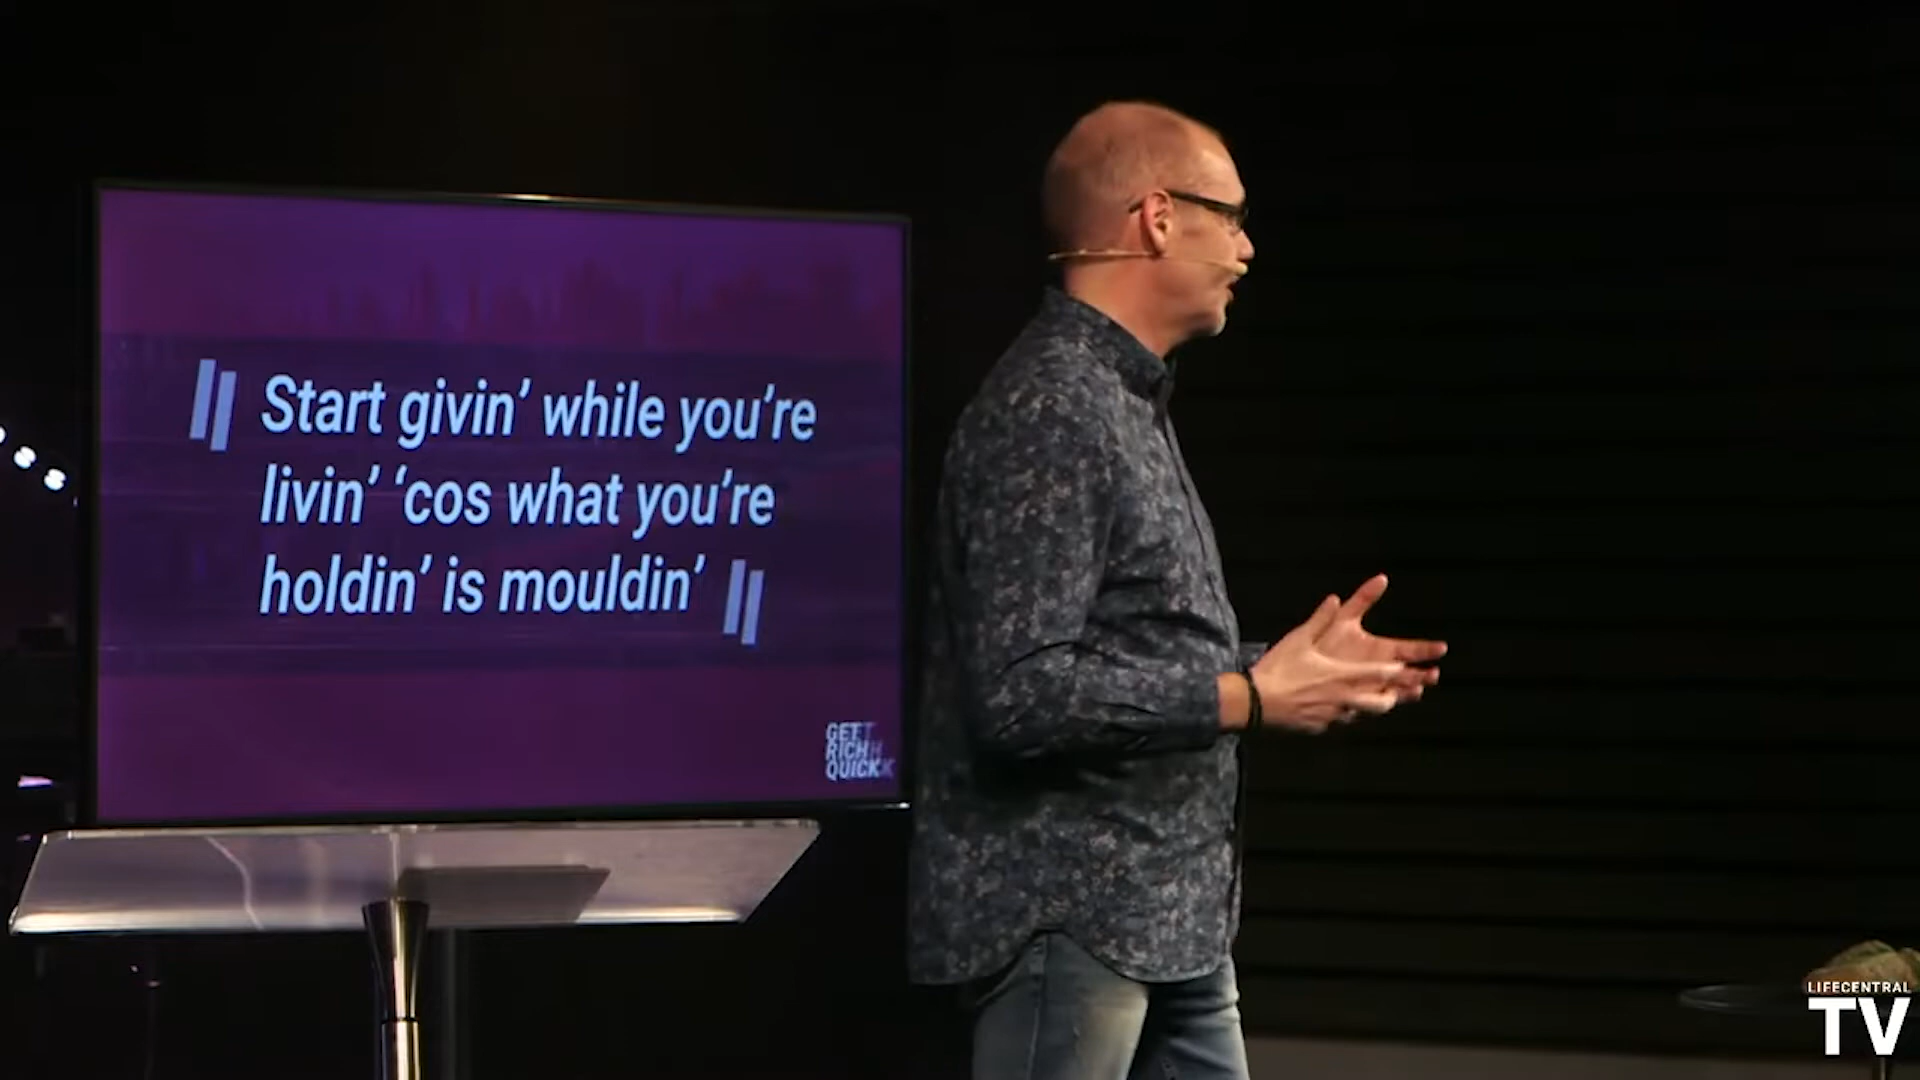 Start givin’ while you’re
livin’ ‘cos what you’re
holdin’ is mouldin’
GET
RICH
QUICK
LIFECENTRAL
TV